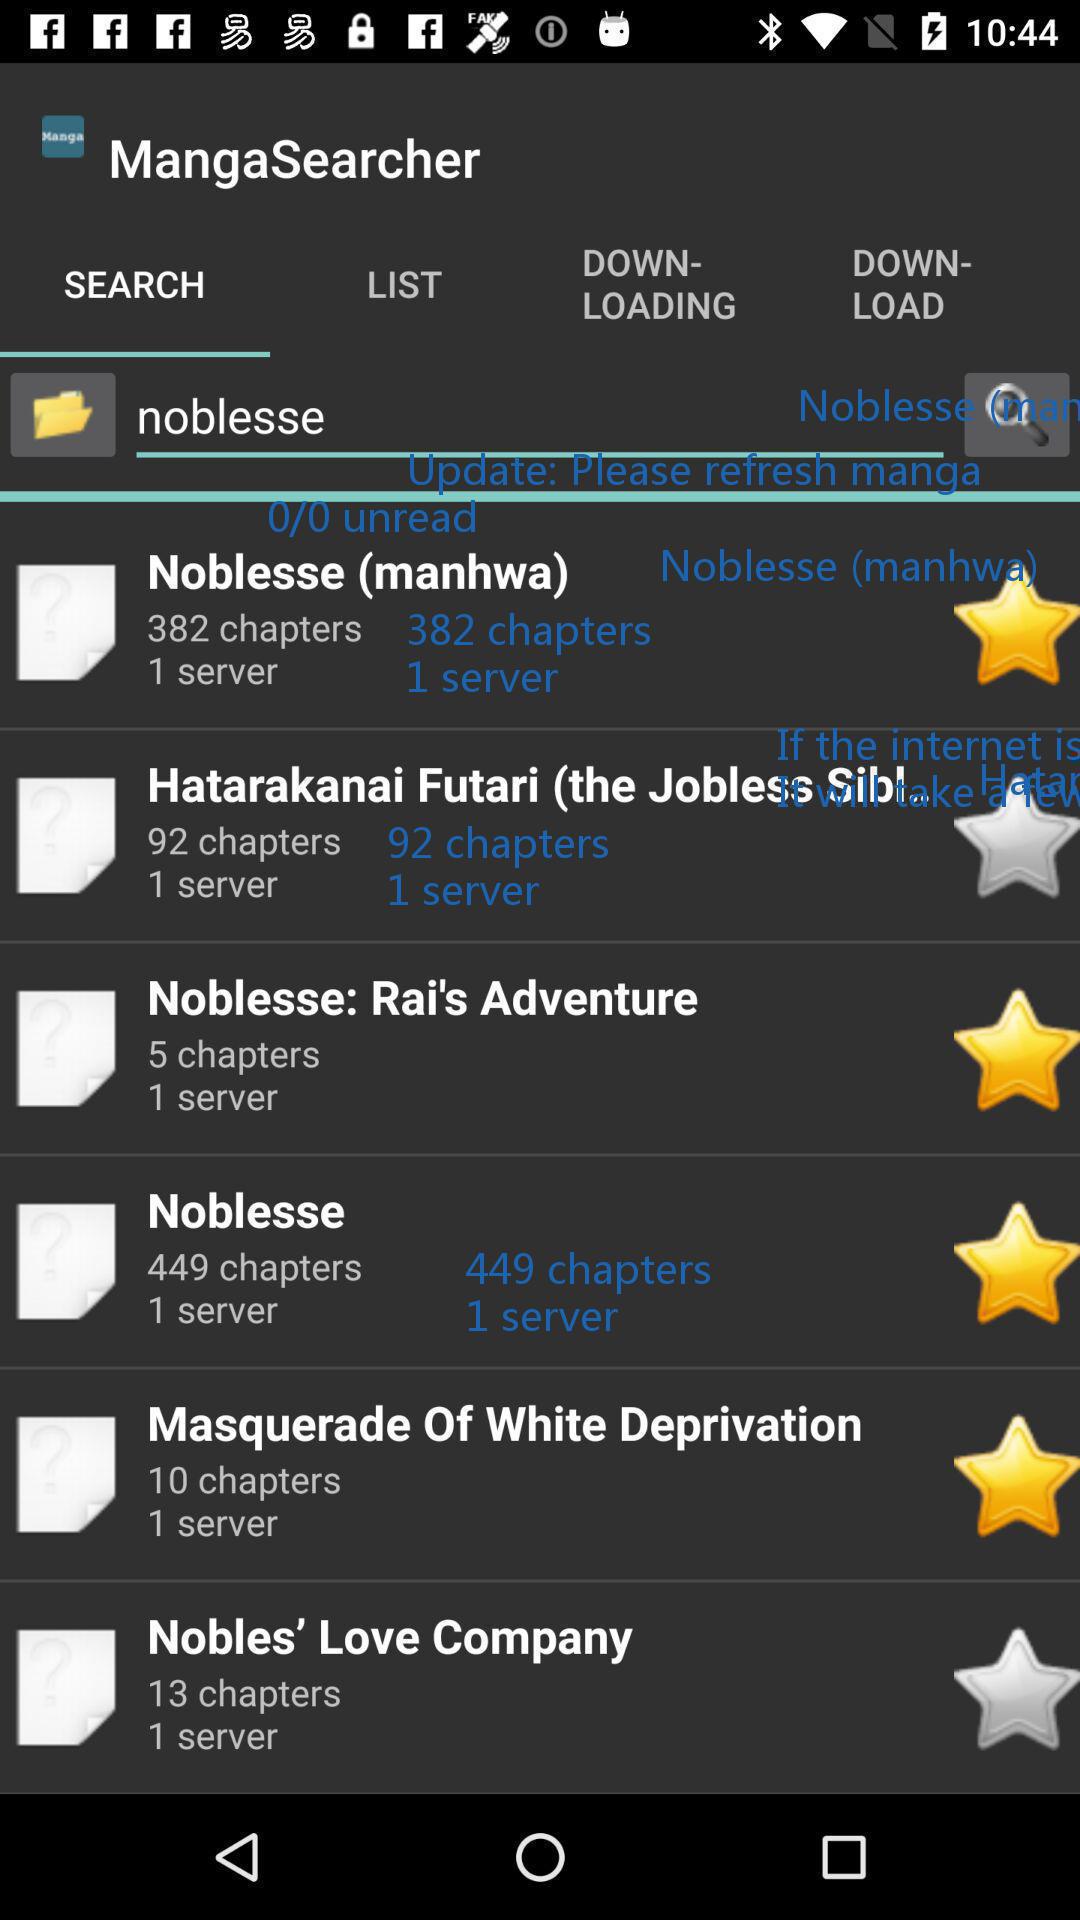 FAKE
10:44
Manga
MangaSearcher
SEARCH
LIST
DOWN-
LOADING
DOWN-
LOAD
noblesse
Noblesse (man
Update: Please refresh manga
0/0 unread
Noblesse (manhwa)
Noblesse (manhwa)
382 chapters
1 server
382 chapters
1 server
If the internet is
Hatarakanai Futari (the Jobless Sibl…
Hatar
It will take a few
92 chapters
1 server
92 chapters
1 server
Noblesse: Rai's Adventure
5 chapters
1 server
Noblesse
449 chapters
1 server
449 chapters
1 server
Masquerade Of White Deprivation
10 chapters
1 server
Nobles’ Love Company
13 chapters
1 server